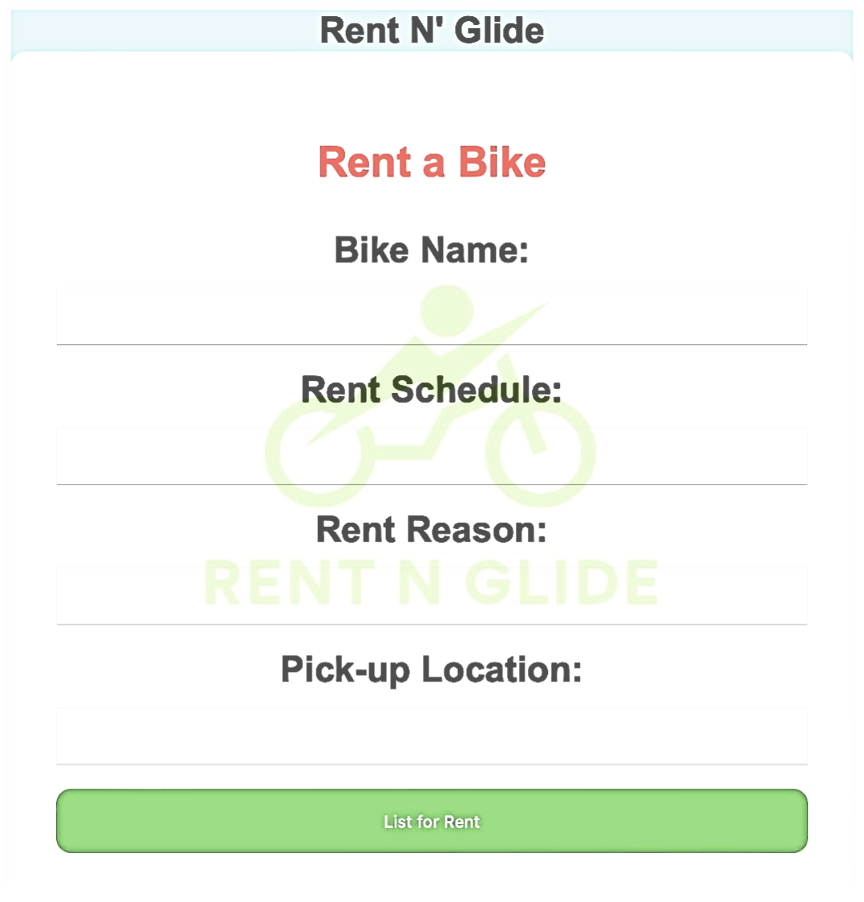 Rent N' Glide
Rent a Bike
Bike Name:
Rent Schedule:
Rent Reason:
RENT N GLIDE
Pick-up Location:
List for Rent